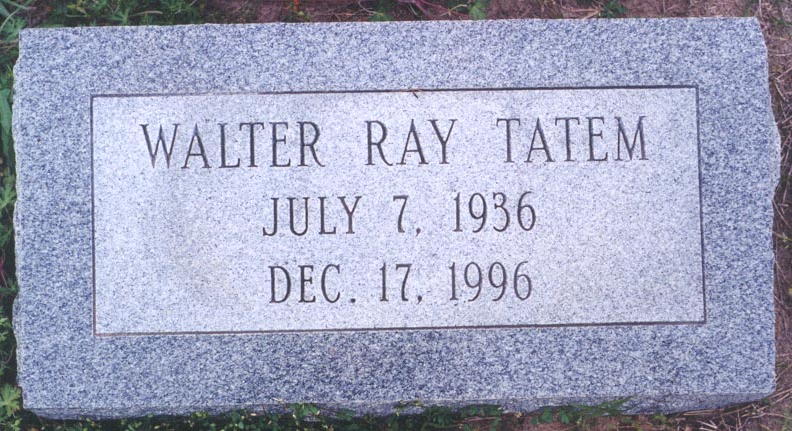 WALTER RAY TATEM
JULY 7, 1936
DEC. 17, 1996